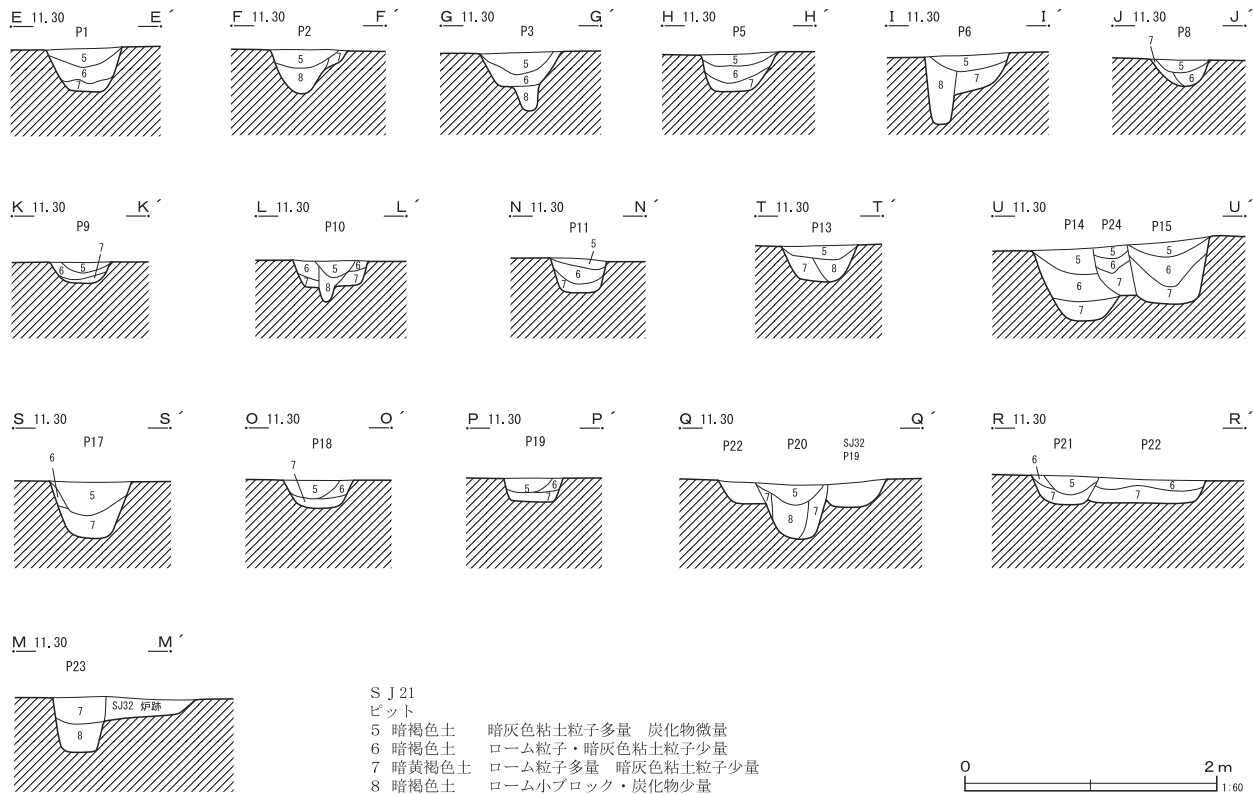 E 11.30 E´
P1
5
6
7
F 11.30 F´
P2
5
7
8
G 11.30 G´
P3
5
6
8
H 11.30 H´
P5
5
6
7
I 11.30 I´
P6
5
8
7
J 11.30 J´
7 P8
5
6
K 11.30 K´
P9
7
6 5
L 11.30 L´
P10
6 5 6
7 7
8
N 11.30 N´
P11
5
6
7
T 11.30 T´
P13
5
7 8
U 11.30 U´
P14 P24 P15
5 5 5
6 6 6
7 7 7
S 11.30 S´
P17
6
5
7
O 11.30 O´
P18
7
5 6
P 11.30 P´
P19
5 6
7
Q 11.30 Q´
P22 P20 SJ32
P19
7 5
8 7
R 11.30 R´
P21 P22
6
5 6
7 7
M 11.30 M´
P23
7 SJ32 炉跡
8
SJ21
ピット
5 暗褐色土 暗灰色粘土粒子多量 炭化物微量
6 暗褐色土 ローム粒子・暗灰色粘土粒子少量
7 暗黄褐色土 ローム粒子多量 暗灰色粘土粒子少量
8 暗褐色土 ローム小ブロック・炭化物少量
0 2m
1:60